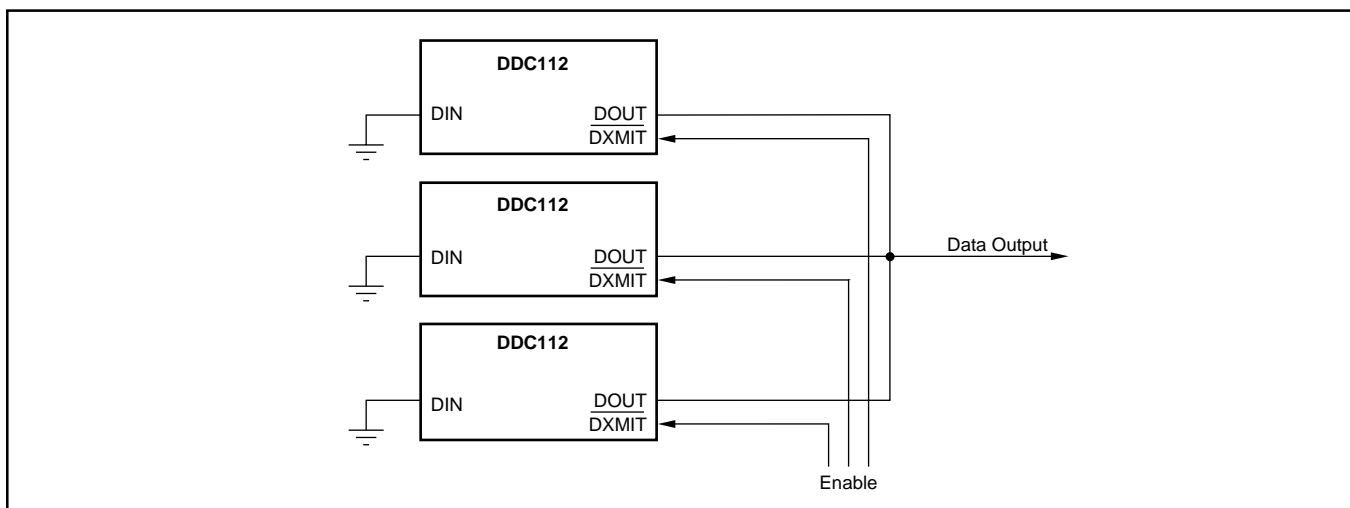 DDC112
DIN
DOUT
DXMIT
DDC112
DIN
DOUT
DXMIT
Data Output
DDC112
DIN
DOUT
DXMIT
Enable